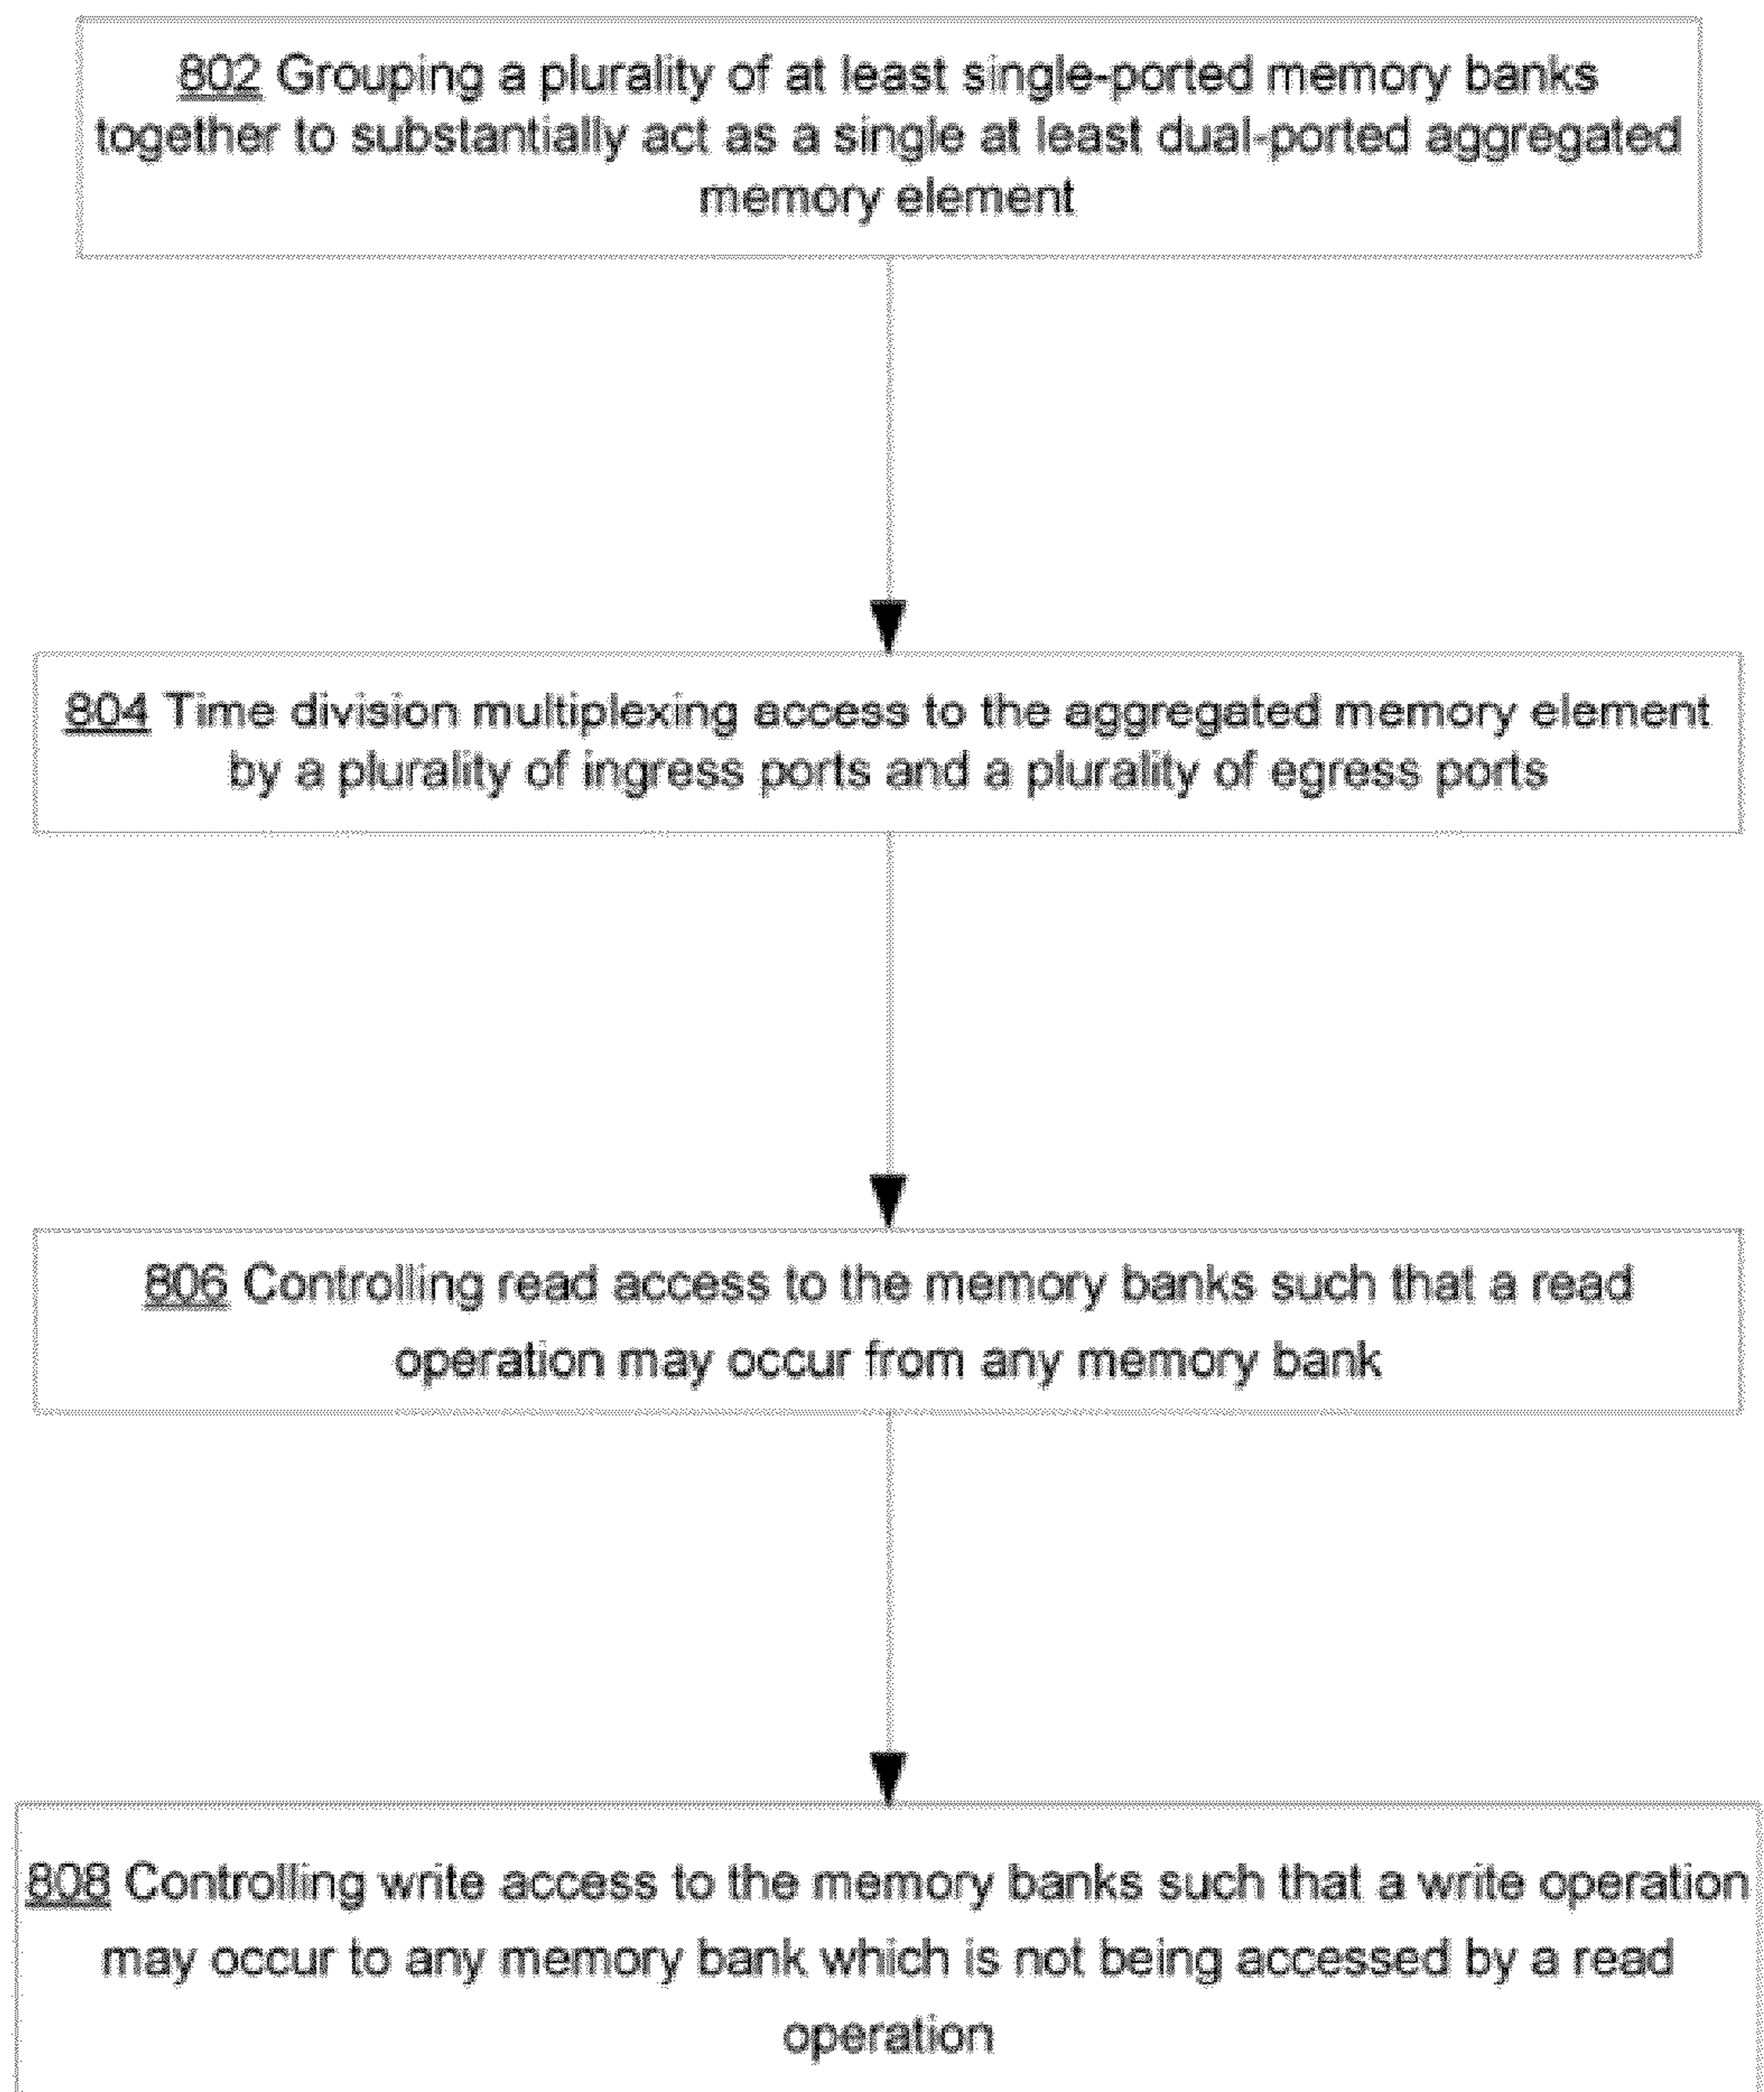 802 Grouping a plurality of at least single-ported memory banks
together to substantially act as a single at least dual-ported aggregated
memory element
804 Time division multiplexing access to the aggregated memory element
by a plurality of ingress ports and a plurality of egress ports
806 Controlling read access to the memory banks such that a read
operation may occur from any memory bank
808 Controlling write access to the memory banks such that a write operation
may occur to any memory bank which is not being accessed by a read
operation